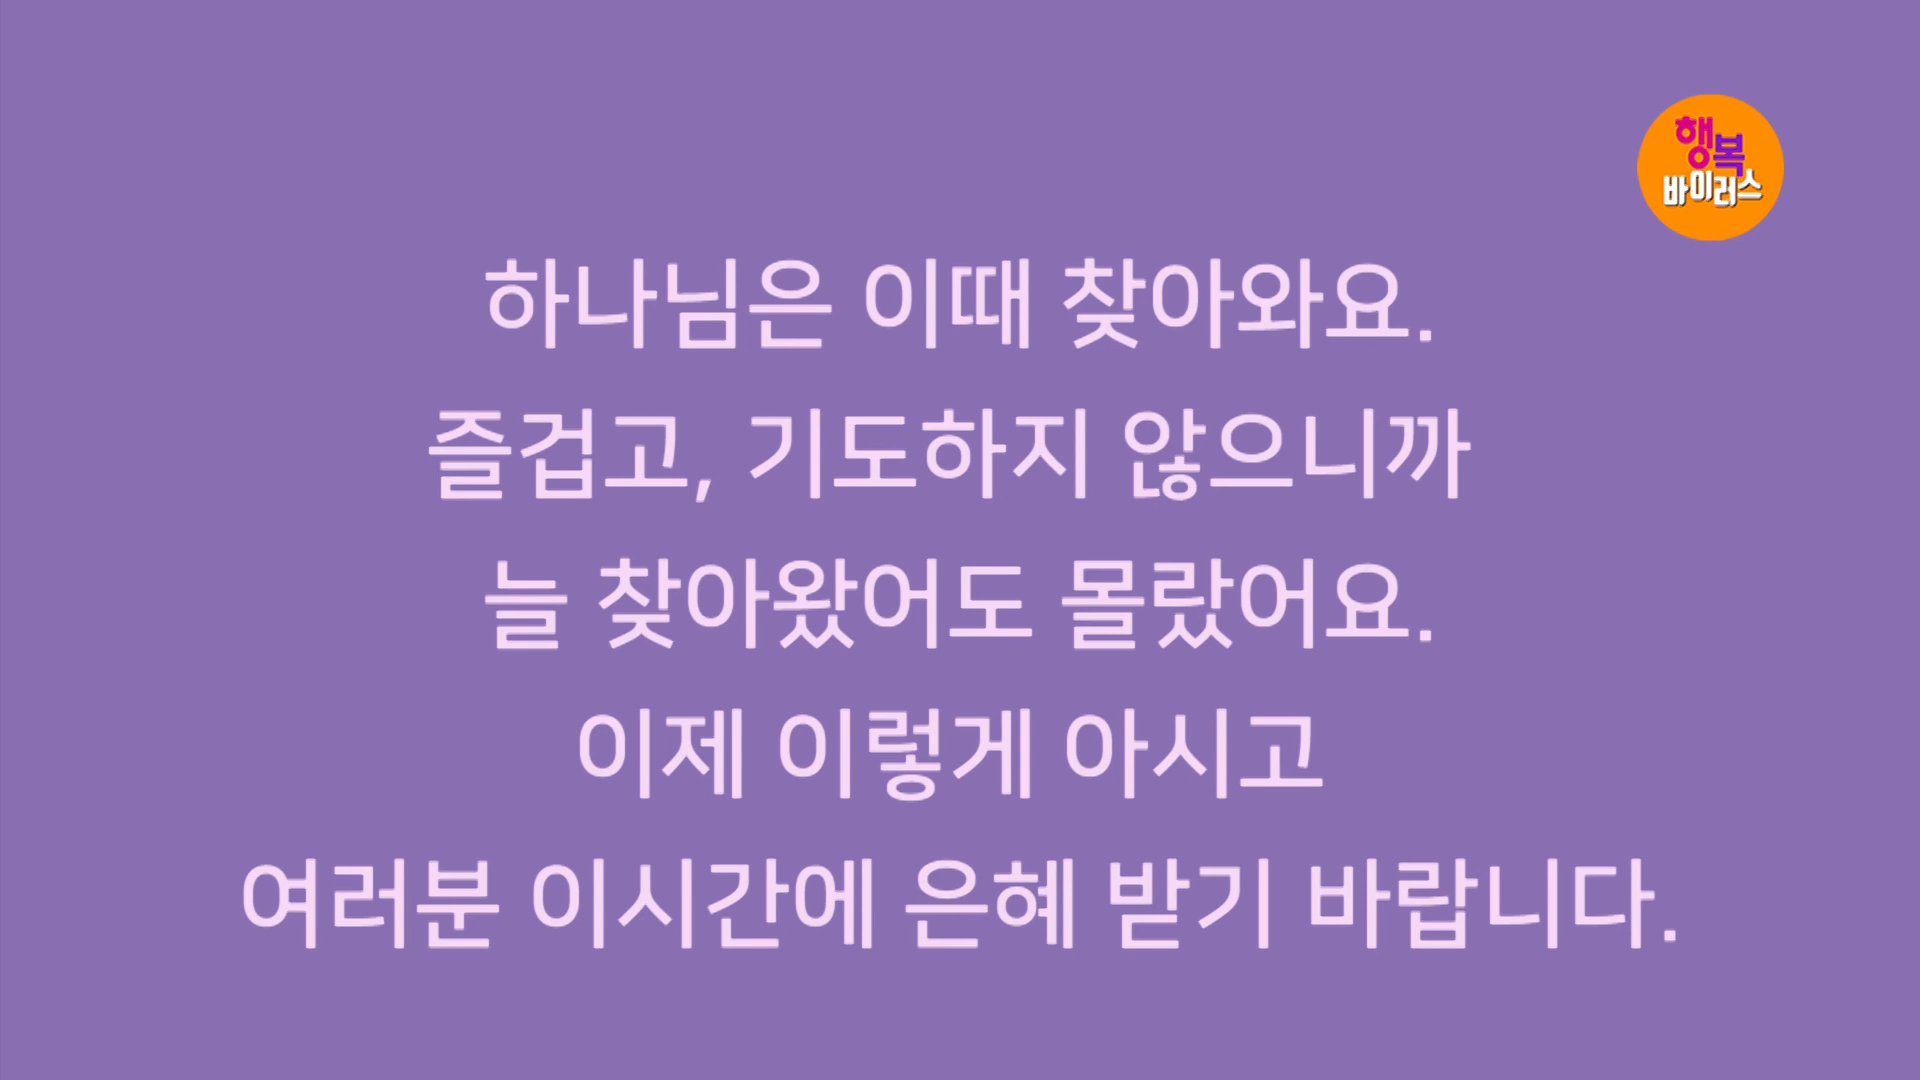 행복
바이러스
하나님은 이때 찾아와요.
즐겁고, 기도하지 않으니까
늘 찾아왔어도 몰랐어요.
이제 이렇게 아시고
여러분 이시간에 은혜 받기 바랍니다.